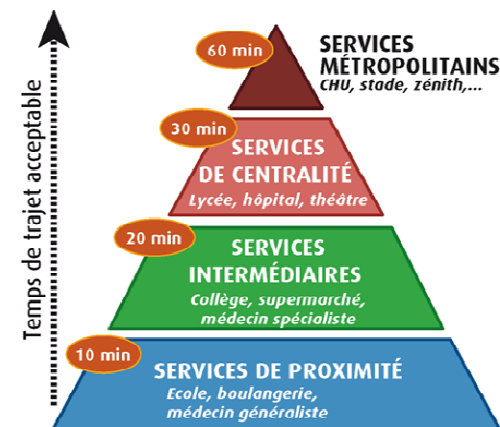 60 min
SERVICES
MÉTROPOLITAINS
CHU, stade, zénith,...
30 min
SERVICES
DE CENTRALITÉ
Lycée, hôpital, théâtre
20 min
SERVICES
INTERMÉDIAIRES
Collège, supermarché,
médecin spécialiste
10 min
SERVICES DE PROXIMITÉ
Ecole, boulangerie,
médecin généraliste
Temps de trajet acceptable